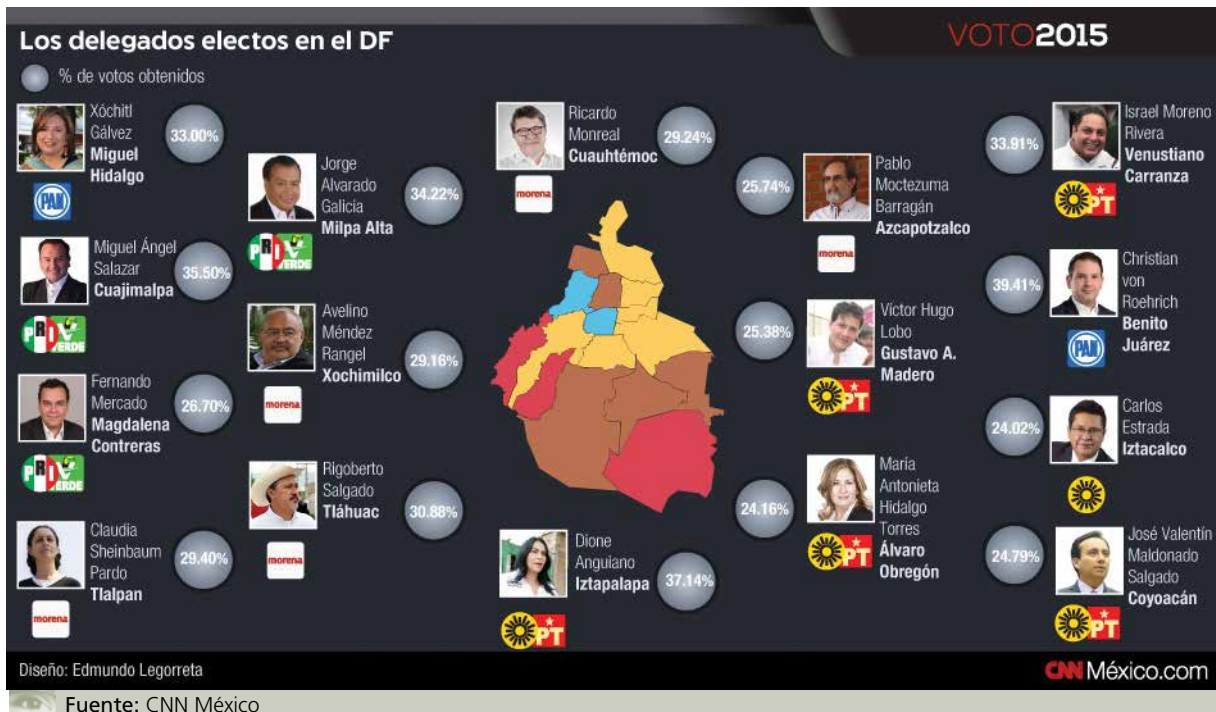 Los delegados electos en el DF
VOTO2015
% de votos obtenidos
Xóchitl
Gálvez
Miguel
Hidalgo
33.00%
PAN
Miguel Ángel
Salazar
Cuajimalpa
35.50%
PRI VERDE
Fernando
Mercado
Magdalena
Contreras
26.70%
PRI VERDE
Claudia
Sheinbaum
Pardo
Tlalpan
29.40%
morena
Jorge
Alvarado
Galicia
Milpa Alta
34.22%
PRI VERDE
Avelino
Méndez
Rangel
Xochimilco
29.16%
morena
Rigoberto
Salgado
Tláhuac
30.88%
morena
Ricardo
Monreal
Cuauhtémoc
29.24%
morena
Dione
Anguiano
Iztapalapa
37.14%
PT
25.74%
Pablo
Moctezuma
Barragán
Azcapotzalco
morena
25.38%
Víctor Hugo
Lobo
Gustavo A.
Madero
PT
24.16%
María
Antonieta
Hidalgo
Torres
Álvaro
Obregón
PT
33.91%
Israel Moreno
Rivera
Venustiano
Carranza
PT
39.41%
Christian
von
Roehrich
Benito
Juárez
PAN
24.02%
Carlos
Estrada
Iztacalco
24.79%
José Valentín
Maldonado
Salgado
Coyoacán
PT
Diseño: Edmundo Legorreta
CNNMéxico.com
Fuente: CNN México